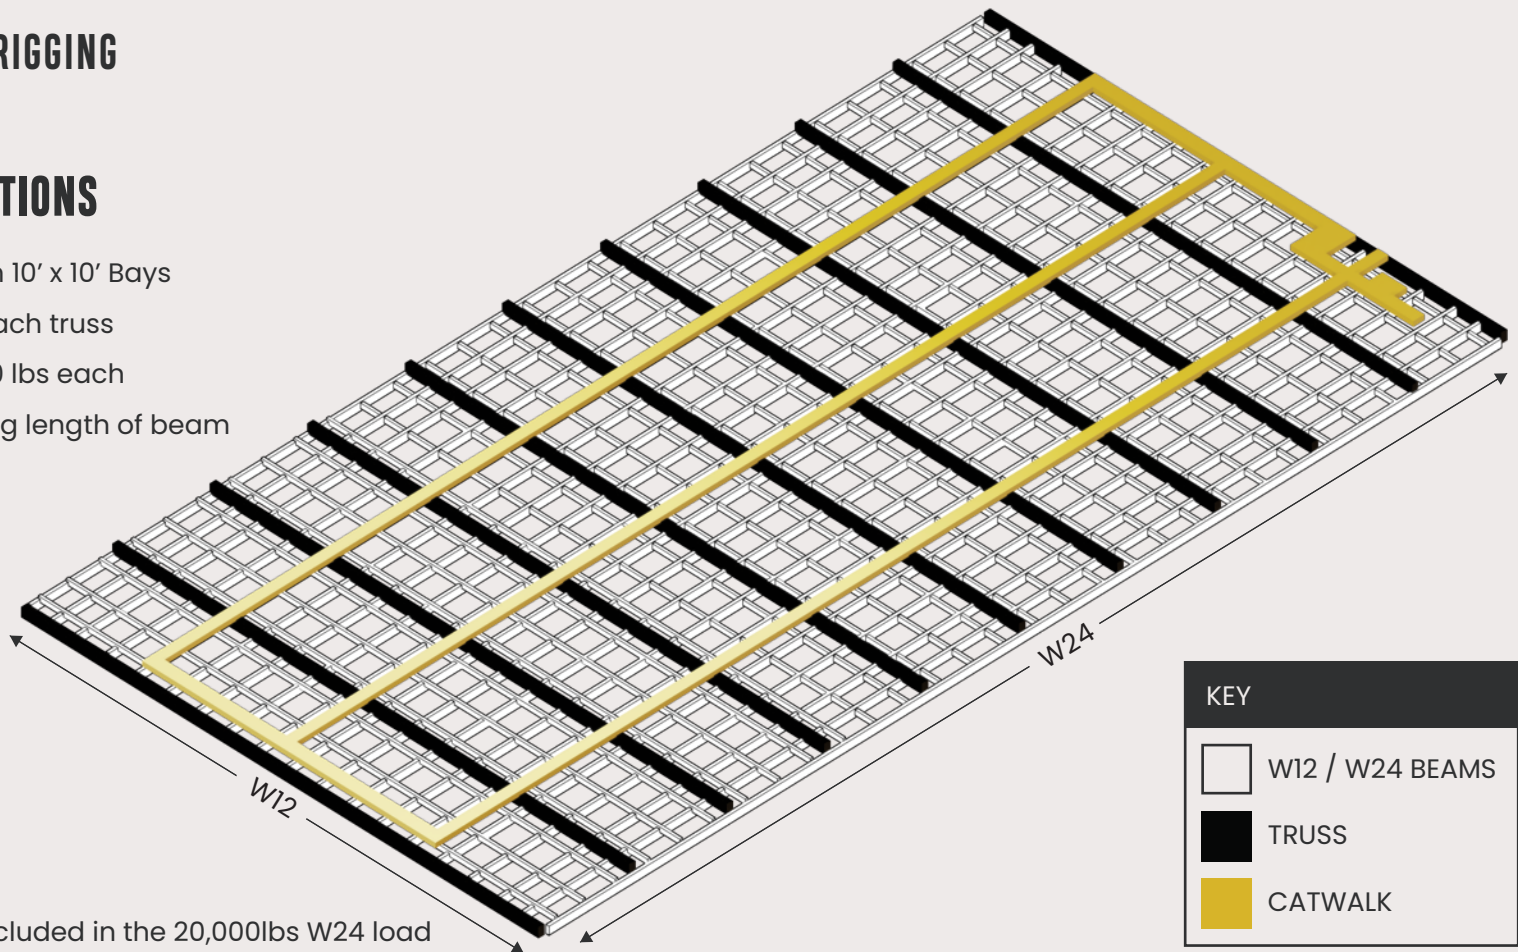 RIGGING
TIONS
10’ x 10’ Bays
ach truss
lbs each
g length of beam
W24
W12
KEY
W12 / W24 BEAMS
TRUSS
CATWALK
cluded in the 20,000lbs W24 load